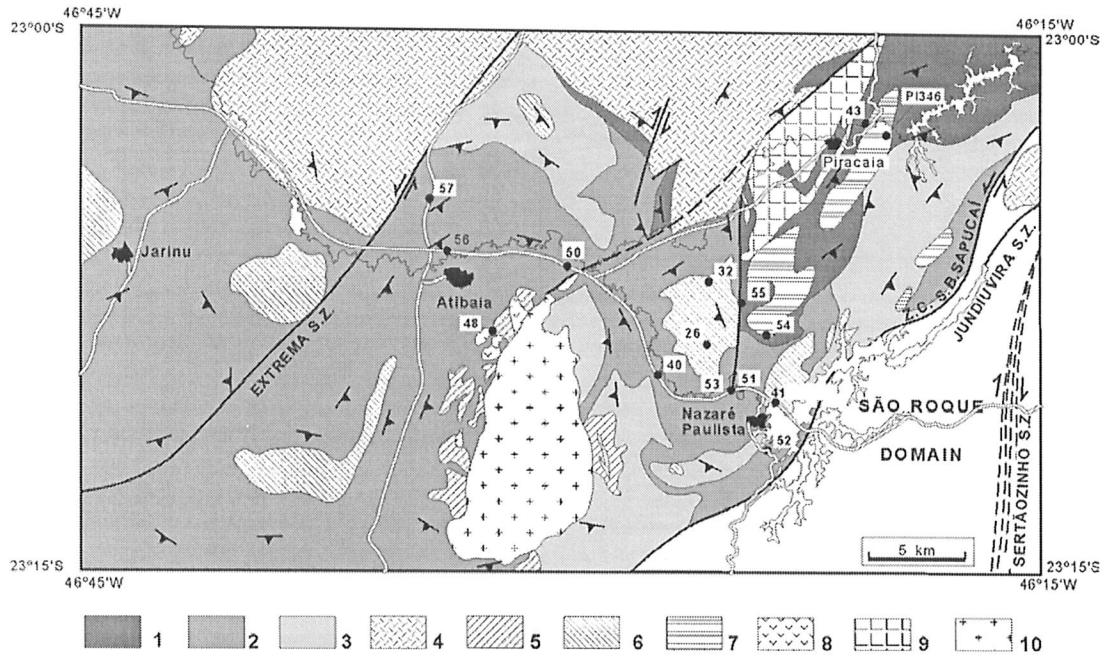 46°45'W
46°15'W
23°00'S
23°00'S
PI346
43
Piracaia
57
Jarinu
56
50
Atibaia
32
55
Z.C. S.B. SAPUCAÍ
JUNDIUVIRA S.Z.
EXTREMA S.Z.
48
26
54
40
53
51
41
Nazaré
Paulista
52
SÃO ROQUE
DOMAIN
SERTÃOZINHO S.Z.
5 km
23°15'S
23°15'S
46°45'W
46°15'W
1 2 3 4 5 6 7 8 9 10